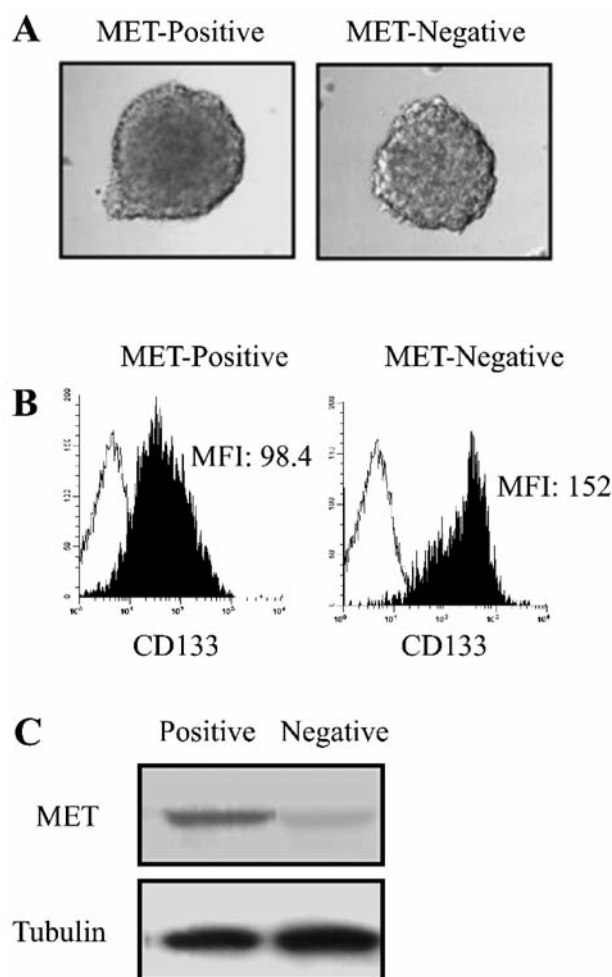 A
MET-Positive MET-Negative
MET-Positive MET-Negative
B
MFI: 98.4 MFI: 152
CD133 CD133
C
Positive Negative
MET
Tubulin